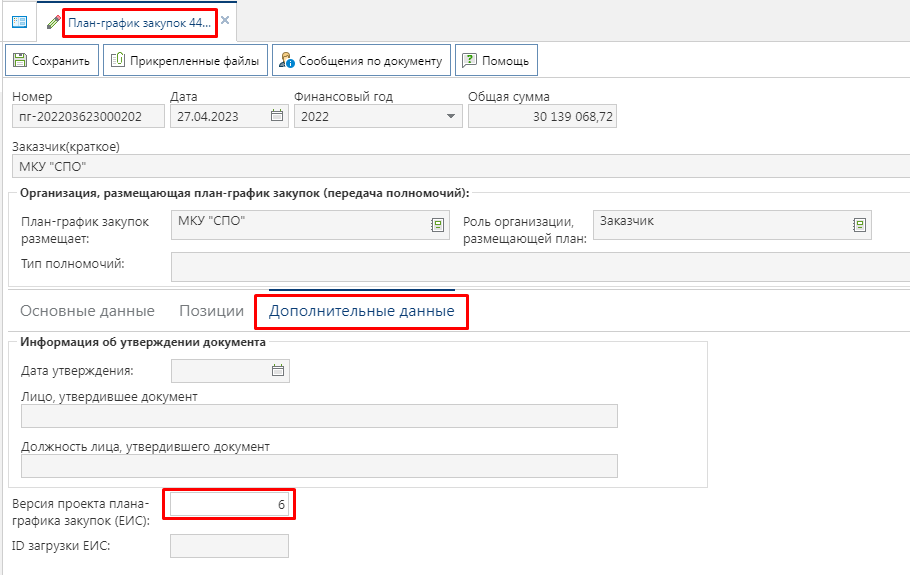 План-график закупок 44...
Сохранить
Прикрепленные файлы
Сообщения по документу
Помощь
Номер
Дата
Финансовый год
Общая сумма
пг-202203623000202
27.04.2023
2022
30 139 068,72
Заказчик(краткое)
МКУ "СПО"
Организация, размещающая план-график закупок (передача полномочий):
План-график закупок
размещает:
МКУ "СПО"
Роль организации,
размещающей план:
Заказчик
Тип полномочий:
Основные данные
Позиции
Дополнительные данные
Информация об утверждении документа
Дата утверждения:
Лицо, утвердившее документ
Должность лица, утвердившего документ
Версия проекта плана-
графика закупок (ЕИС):
6
ID загрузки ЕИС: